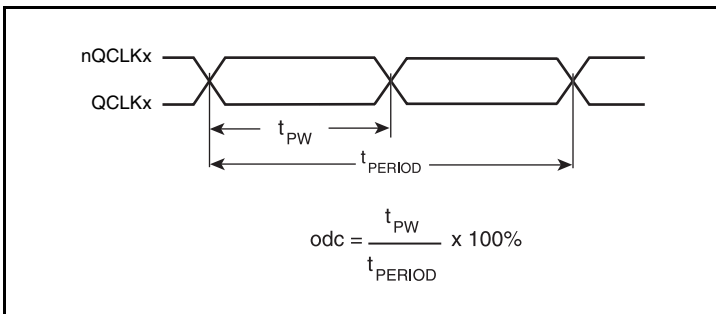 nQCLKx
QCLKx
tPW
tPERIOD
odc = tPW / tPERIOD x 100%